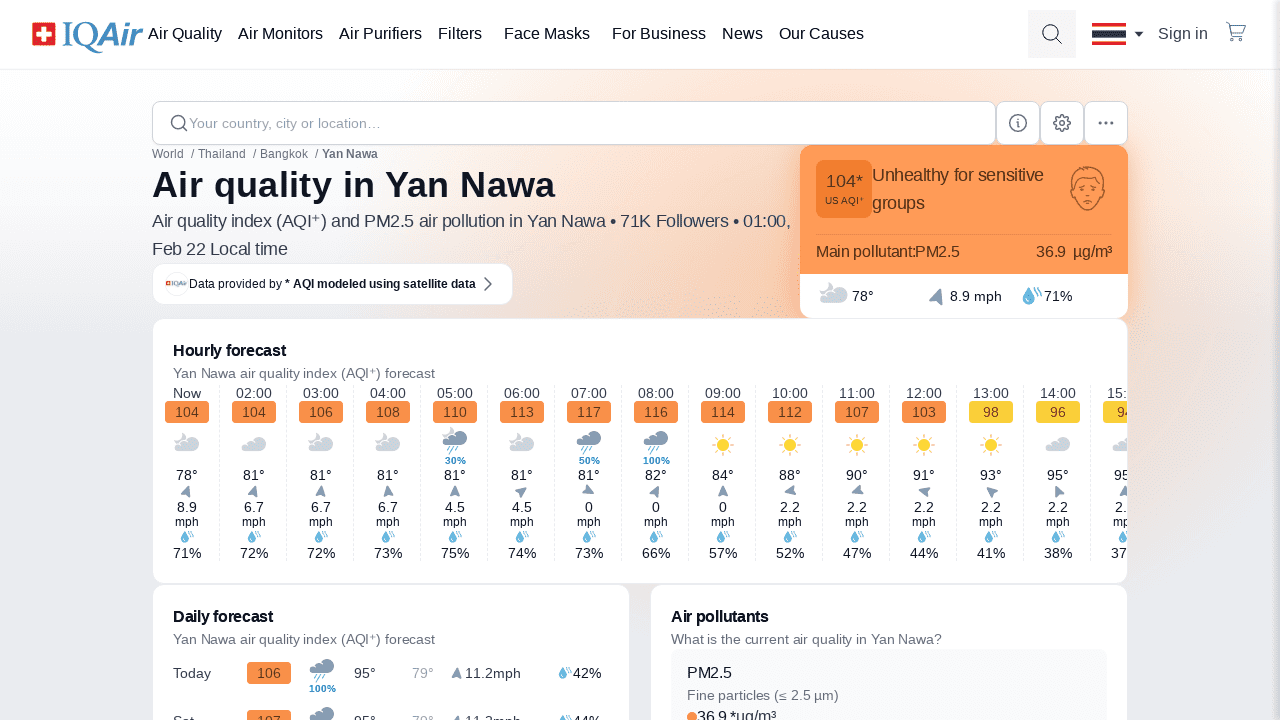 IQAir Air Quality Air Monitors Air Purifiers Filters Face Masks For Business News Our Causes Sign in
Your country, city or location…
World / Thailand / Bangkok / Yan Nawa
Air quality in Yan Nawa
Air quality index (AQI⁺) and PM2.5 air pollution in Yan Nawa • 71K Followers • 01:00,
Feb 22 Local time
IQAir Data provided by * AQI modeled using satellite data
104*
US AQI⁺
Unhealthy for sensitive
groups
Main pollutant: PM2.5 36.9 µg/m³
78° 8.9 mph 71%
Hourly forecast
Yan Nawa air quality index (AQI⁺) forecast
Now 02:00 03:00 04:00 05:00 06:00 07:00 08:00 09:00 10:00 11:00 12:00 13:00 14:00
104 104 106 108 110 113 117 116 114 112 107 103 98 96
30% 50% 100%
78° 81° 81° 81° 81° 81° 81° 82° 84° 88° 90° 91° 93° 95°
8.9 6.7 6.7 6.7 4.5 4.5 0 0 0 2.2 2.2 2.2 2.2 2.2
mph mph mph mph mph mph mph mph mph mph mph mph mph mph
71% 72% 72% 73% 75% 74% 73% 66% 57% 52% 47% 44% 41% 38%
Daily forecast
Yan Nawa air quality index (AQI⁺) forecast
Today 106 95° 79° 11.2mph 42%
100%
Air pollutants
What is the current air quality in Yan Nawa?
PM2.5
Fine particles (≤ 2.5 µm)
36.9 *µg/m³